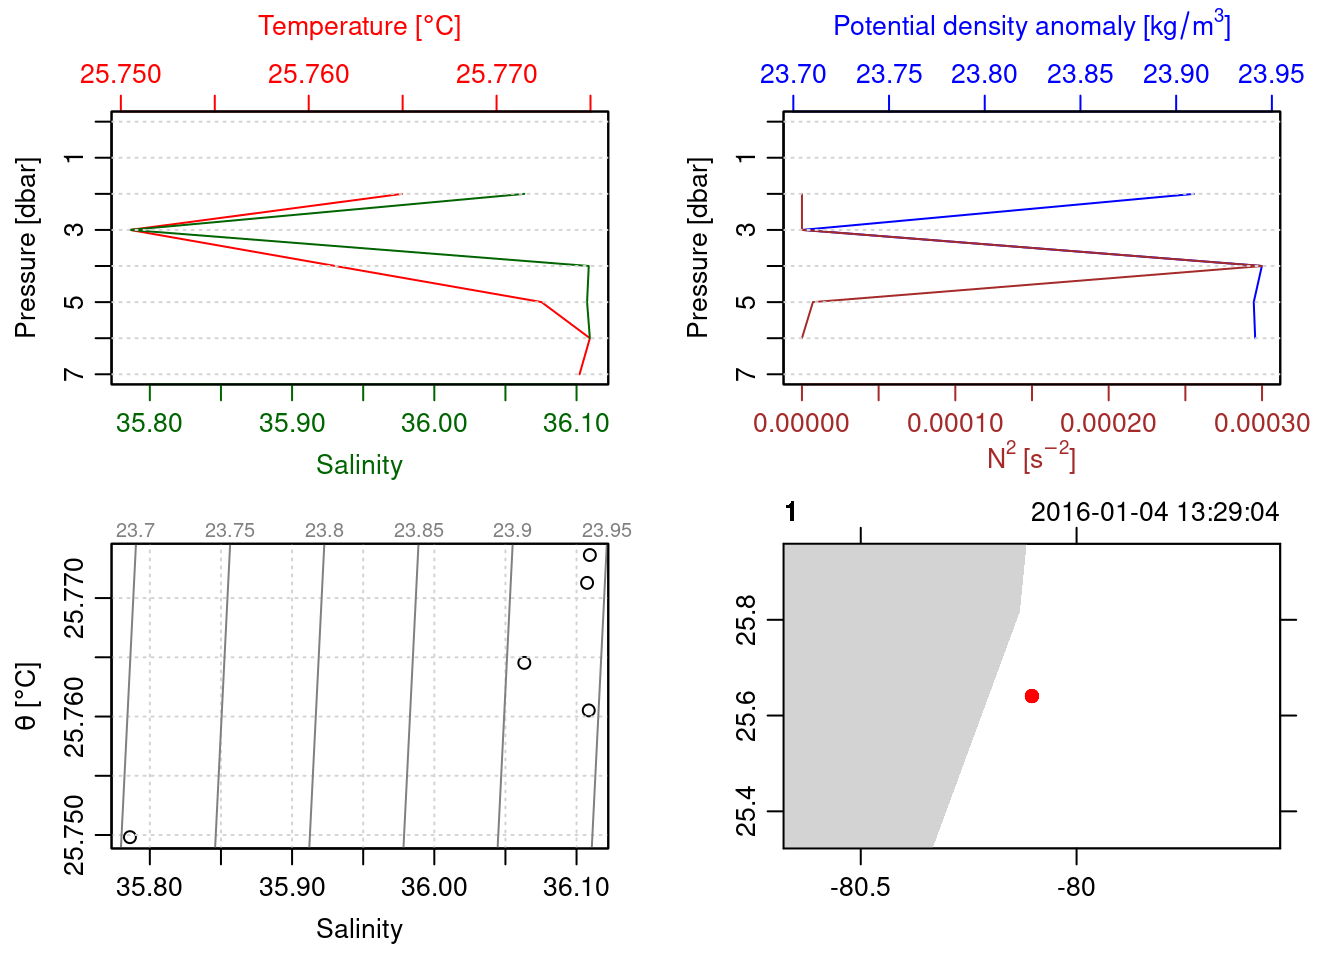 Temperature [°C]
25.750 25.760 25.770
Pressure [dbar]
1
3
5
7
35.80 35.90 36.00 36.10
Salinity
Potential density anomaly [kg/m³]
23.70 23.75 23.80 23.85 23.90 23.95
Pressure [dbar]
1
3
5
7
0.00000 0.00010 0.00020 0.00030
N² [s⁻²]
23.7 23.75 23.8 23.85 23.9 23.95
θ [°C]
25.770
25.760
25.750
35.80 35.90 36.00 36.10
Salinity
1 2016-01-04 13:29:04
25.8
25.6
25.4
-80.5 -80